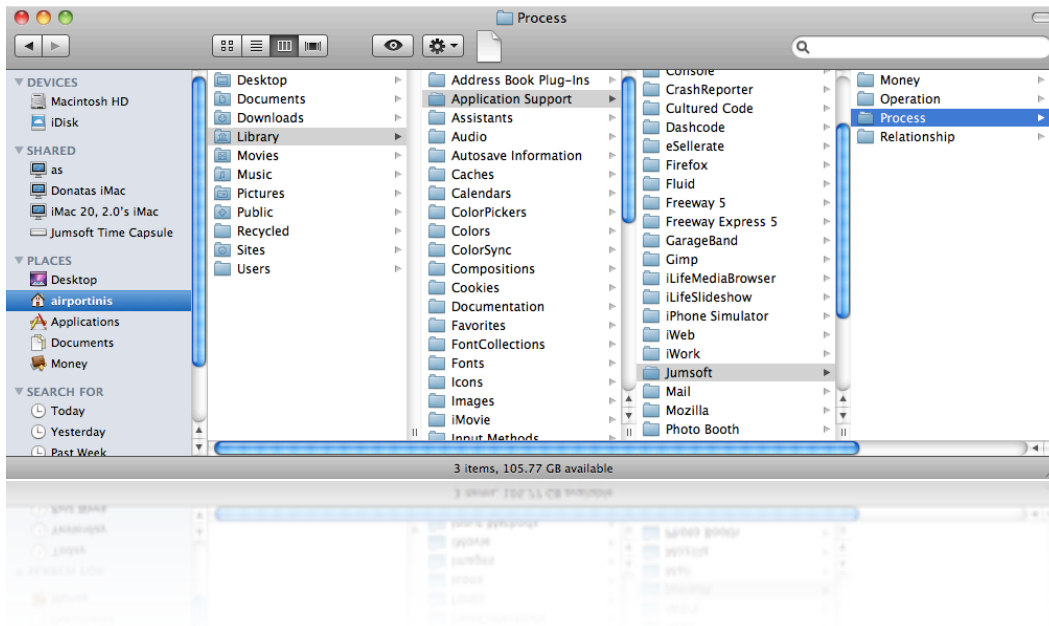 Process
DEVICES
Macintosh HD
iDisk
SHARED
as
Donatas iMac
iMac 20, 2.0's iMac
Jumsoft Time Capsule
PLACES
Desktop
airportinis
Applications
Documents
Money
SEARCH FOR
Today
Yesterday
Past Week
Desktop
Documents
Downloads
Library
Movies
Music
Pictures
Public
Recycled
Sites
Users
Address Book Plug-Ins
Application Support
Assistants
Audio
Autosave Information
Caches
Calendars
ColorPickers
Colors
ColorSync
Compositions
Cookies
Documentation
Favorites
FontCollections
Fonts
Icons
Images
iMovie
Input Methods
Console
CrashReporter
Cultured Code
Dashcode
eSellerate
Firefox
Fluid
Freeway 5
Freeway Express 5
GarageBand
Gimp
iLifeMediaBrowser
iLifeSlideshow
iPhone Simulator
iWeb
iWork
Jumsoft
Mail
Mozilla
Photo Booth
Money
Operation
Process
Relationship
3 items, 105.77 GB available